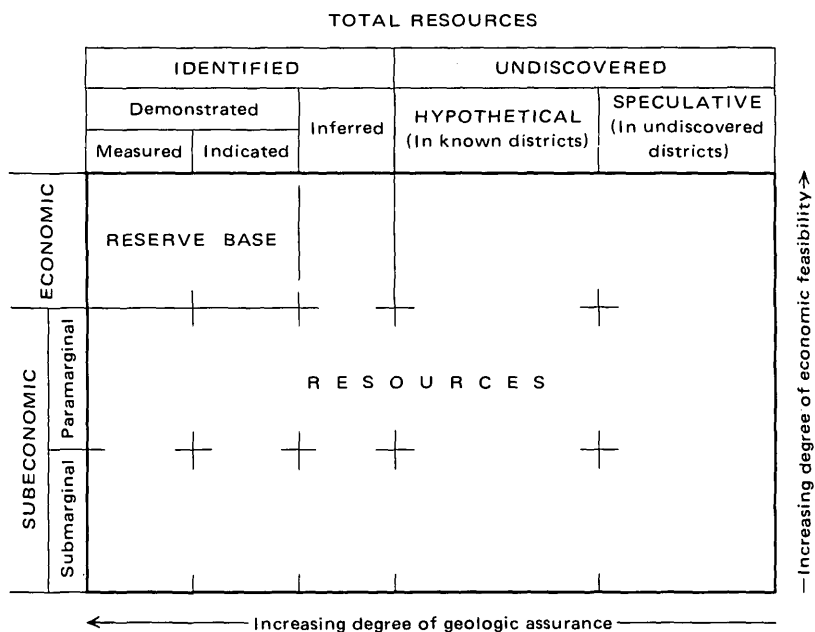 TOTAL RESOURCES
IDENTIFIED
UNDISCOVERED
Demonstrated
Measured
Indicated
Inferred
HYPOTHETICAL
(In known districts)
SPECULATIVE
(In undiscovered
districts)
ECONOMIC
RESERVE BASE
SUBECONOMIC
Paramarginal
Submarginal
RESOURCES
Increasing degree of economic feasibility
Increasing degree of geologic assurance